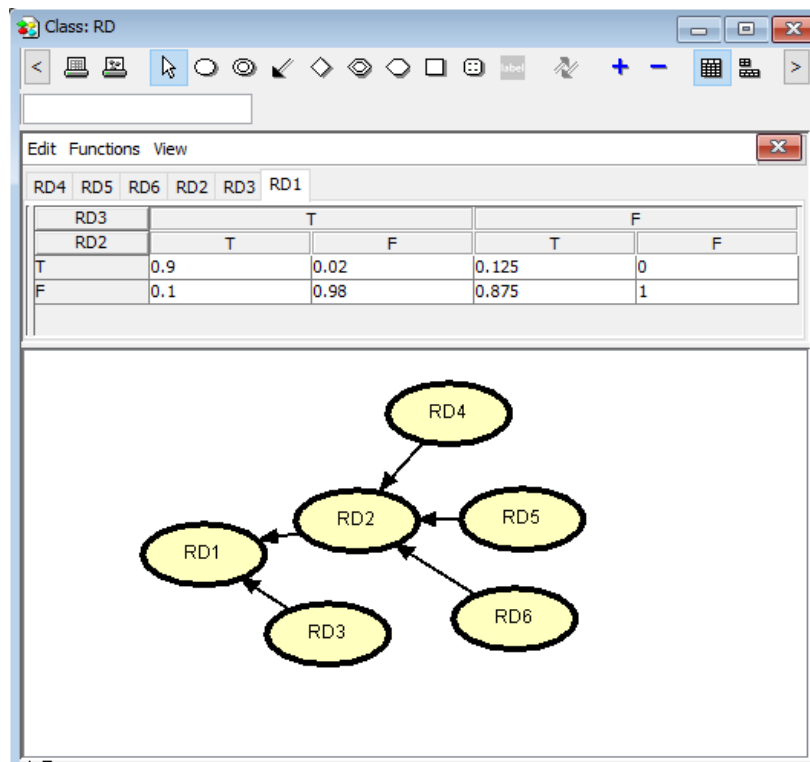 Class: RD
label
Edit Functions View
RD4 RD5 RD6 RD2 RD3 RD1
RD3 T F
RD2 T F T F
T 0.9 0.02 0.125 0
F 0.1 0.98 0.875 1
RD4
RD2 RD5
RD1
RD6
RD3